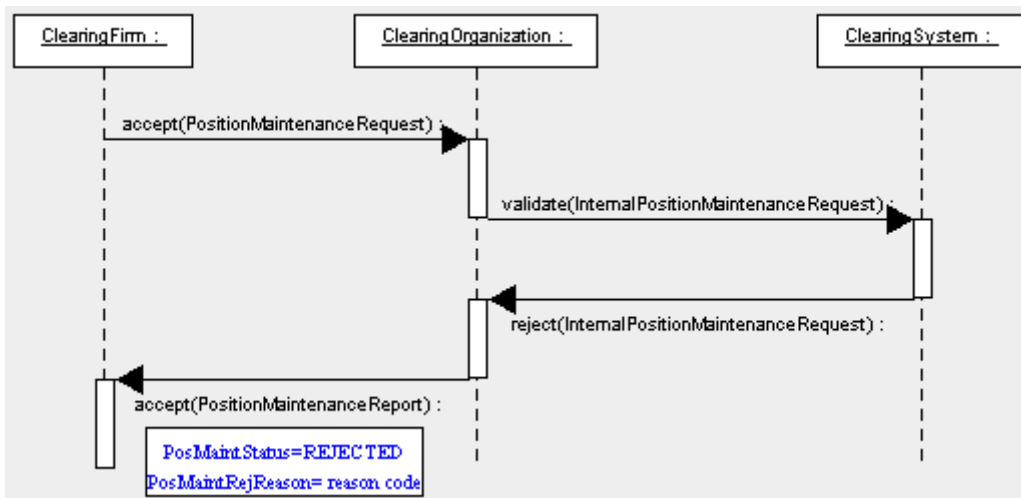 ClearingFirm :
ClearingOrganization :
ClearingSystem :
accept(PositionMaintenanceRequest) :
validate(InternalPositionMaintenanceRequest) :
reject(InternalPositionMaintenanceRequest) :
accept(PositionMaintenanceReport) :
PosMaintStatus=REJECTED
PosMaintRejReason= reason code